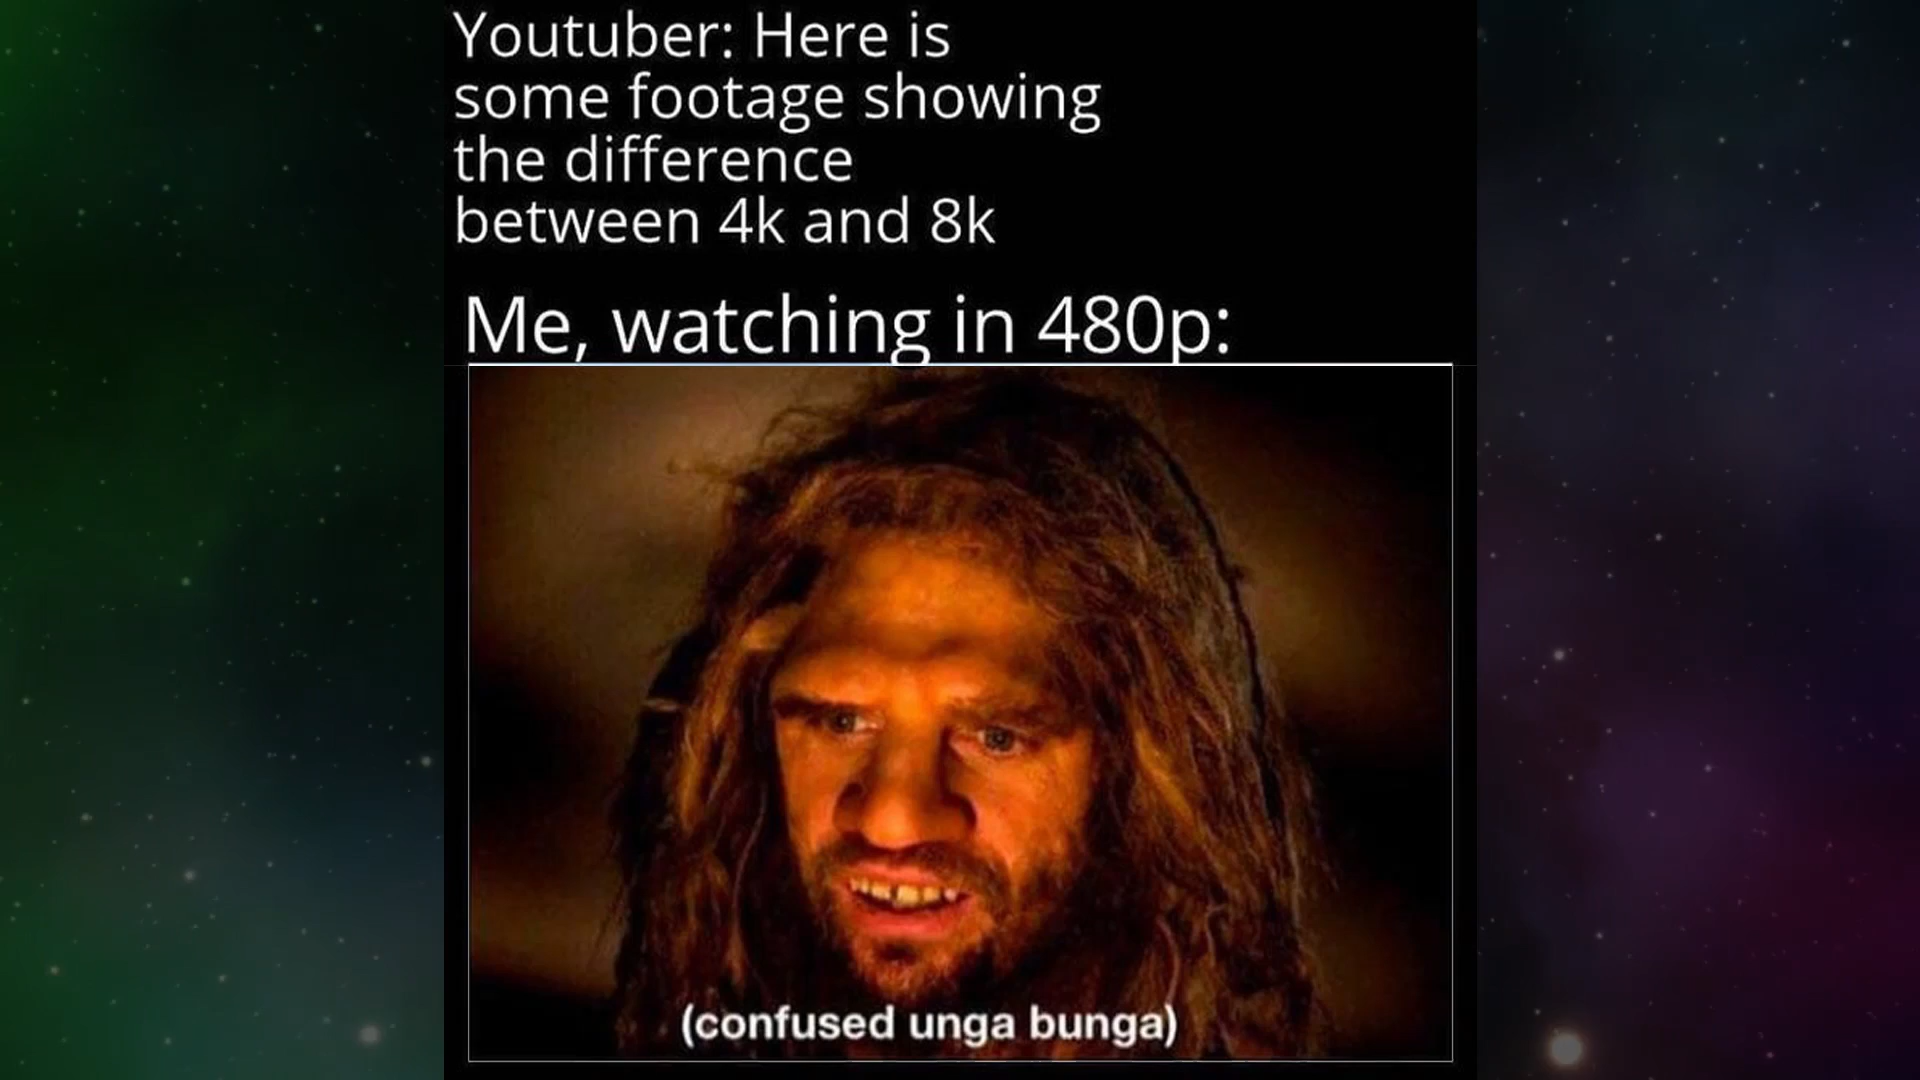 Youtuber: Here is
some footage showing
the difference
between 4k and 8k
Me, watching in 480p:
(confused unga bunga)